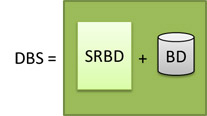 DBS = SRBD + BD